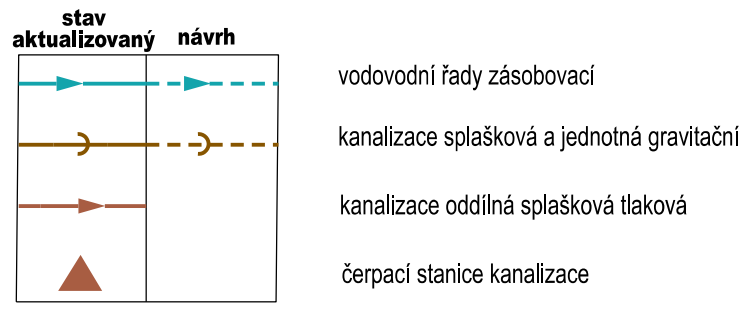 stav
aktualizovaný návrh
vodovodní řady zásobovací
kanalizace splašková a jednotná gravitační
kanalizace oddílná splašková tlaková
čerpací stanice kanalizace